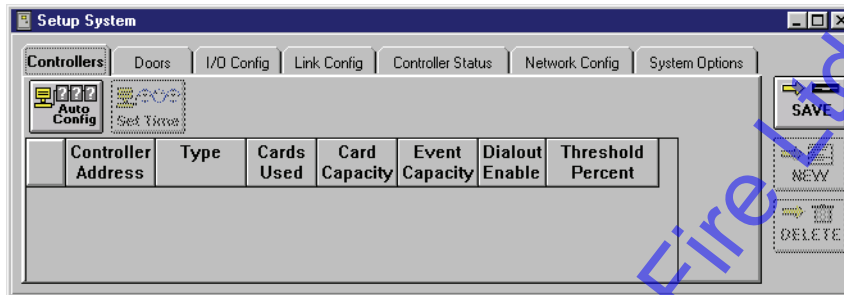 Setup System
Controllers Doors I/O Config Link Config Controller Status Network Config System Options
??? Auto Config Set Time
SAVE
Controller Address Type Cards Used Card Capacity Event Capacity Dialout Enable Threshold Percent
NEW
DELETE
Fire Ltd